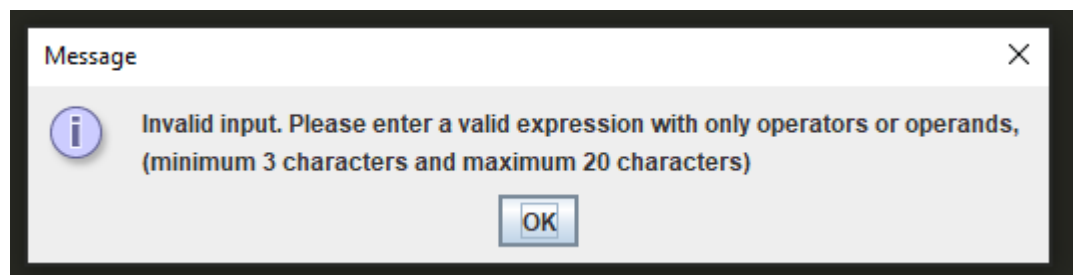 Message
Invalid input. Please enter a valid expression with only operators or operands,
(minimum 3 characters and maximum 20 characters)
OK